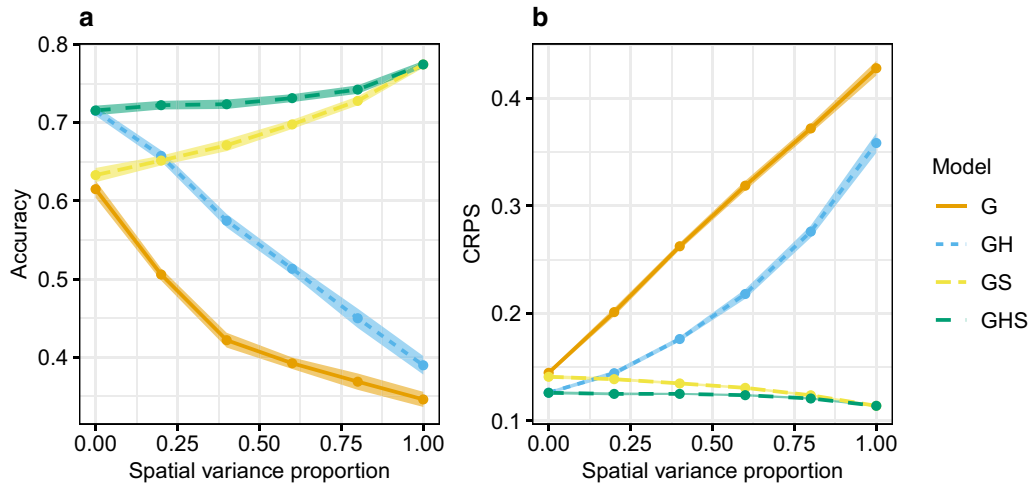 a
0.8
0.7
0.6
0.5
0.4
Accuracy
0.00 0.25 0.50 0.75 1.00
Spatial variance proportion
b
0.4
0.3
0.2
0.1
CRPS
0.00 0.25 0.50 0.75 1.00
Spatial variance proportion
Model
G
GH
GS
GHS